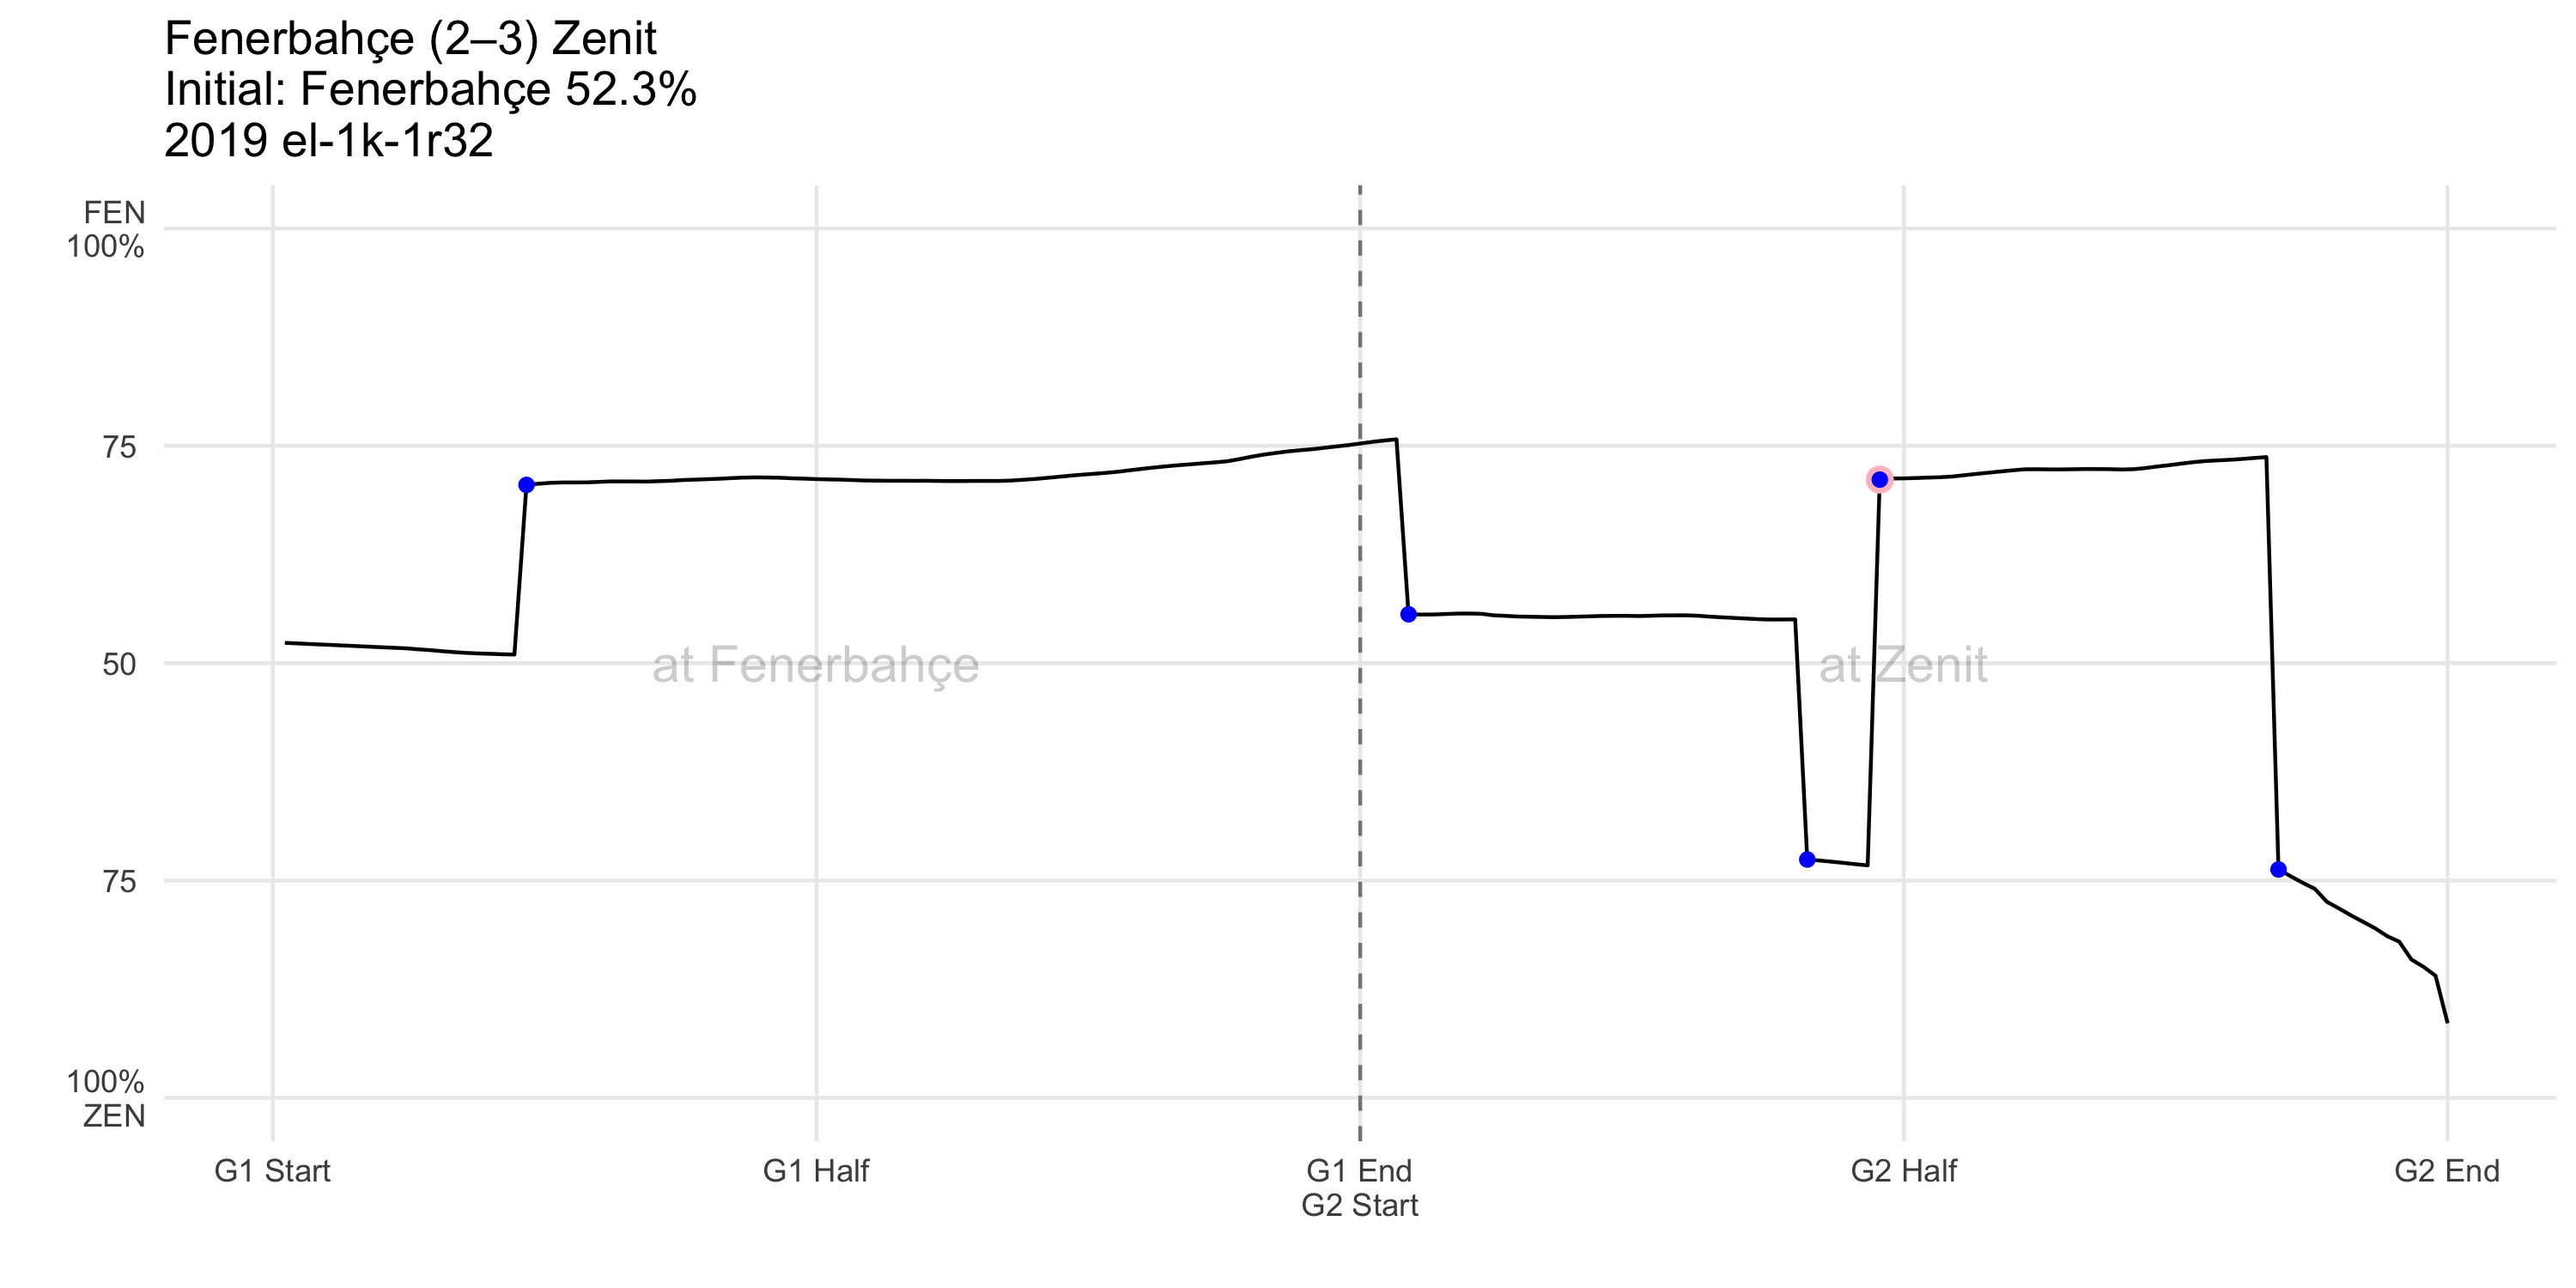 Fenerbahçe (2–3) Zenit
Initial: Fenerbahçe 52.3%
2019 el-1k-1r32
FEN
100%
75
50
75
100%
ZEN
at Fenerbahçe
at Zenit
G1 Start
G1 Half
G1 End
G2 Start
G2 Half
G2 End